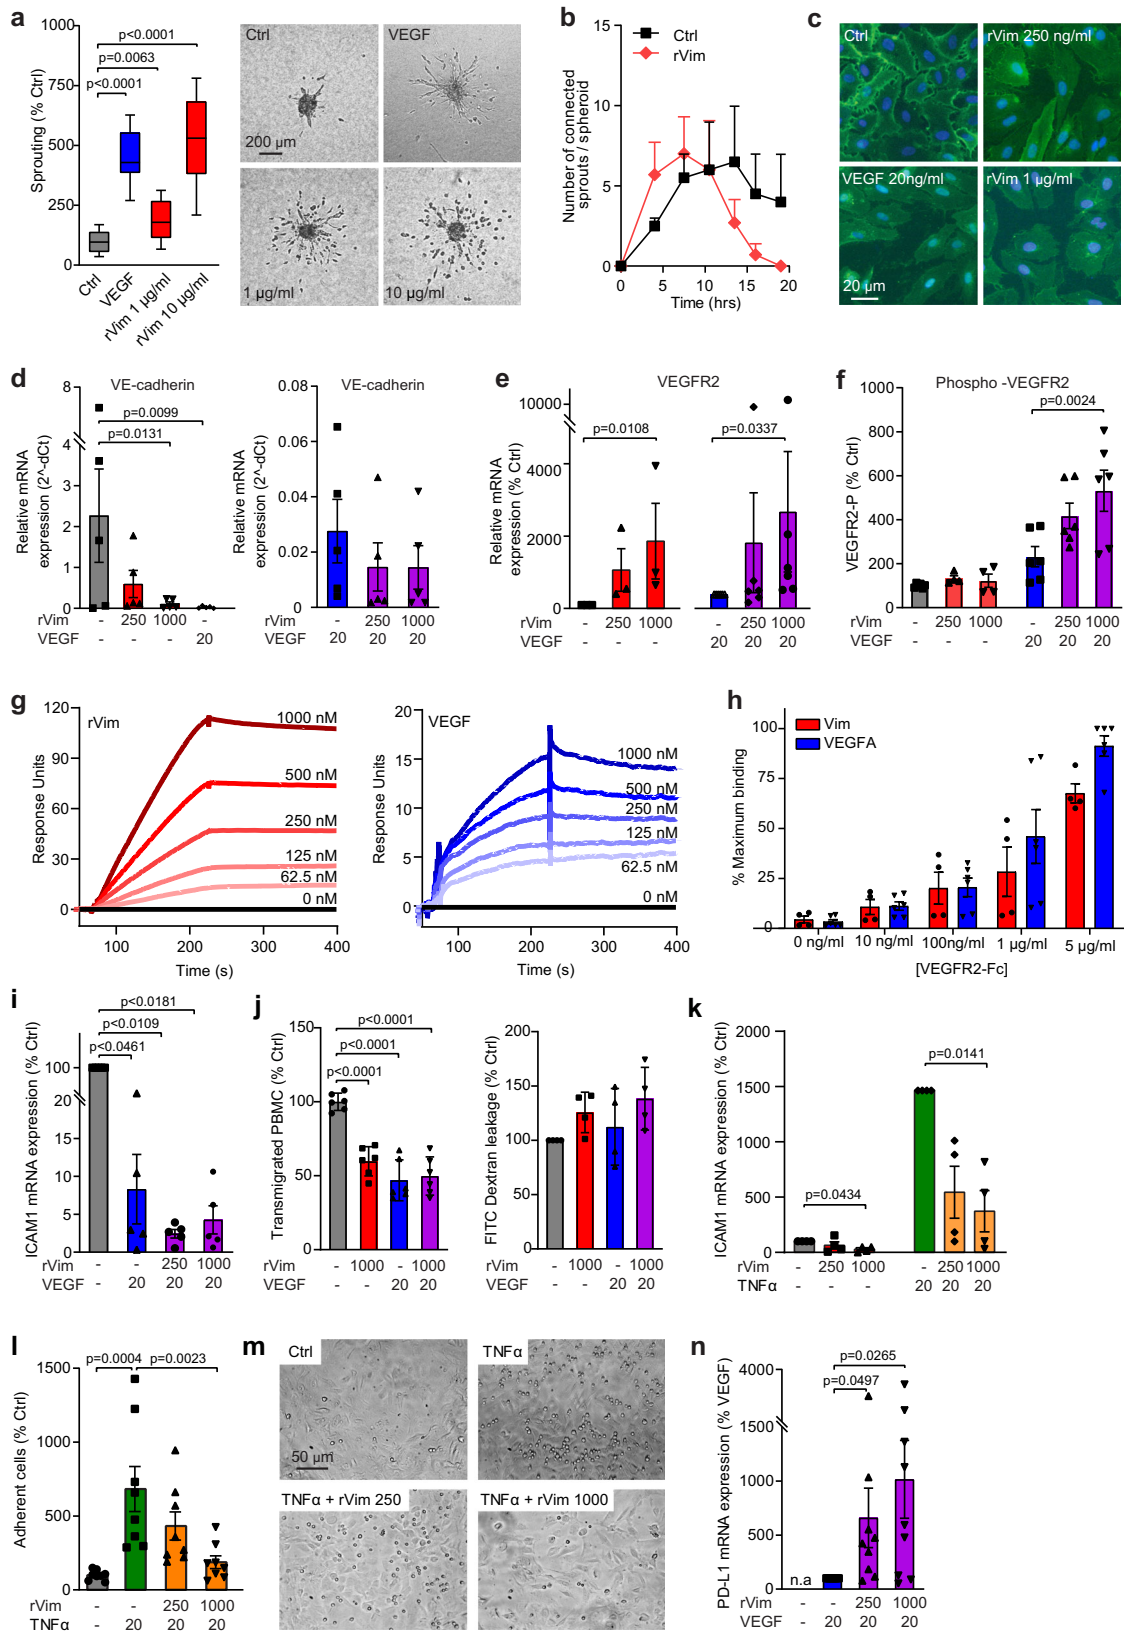 a
Sprouting (% Ctrl)
1000
750
500
250
0
p<0.0001
p=0.0063
p<0.0001
Ctrl
VEGF
rVim 1 µg/ml
rVim 10 µg/ml
Ctrl
200 µm
VEGF
1 µg/ml
10 µg/ml
b
Ctrl
rVim
Number of connected
sprouts / spheroid
15
10
5
0
0 5 10 15 20
Time (hrs)
c
Ctrl
rVim 250 ng/ml
VEGF 20ng/ml
rVim 1 µg/ml
20 µm
d
VE-cadherin
Relative mRNA
expression (2^-dCt)
8
4
3
2
1
0
p=0.0099
p=0.0131
rVim - 250 1000 -
VEGF - - - 20
VE-cadherin
Relative mRNA
expression (2^-dCt)
0.08
0.06
0.04
0.02
0
- 250 1000
20 20 20
e
VEGFR2
Relative mRNA
expression (% Ctrl)
10000
4000
2000
0
p=0.0108
p=0.0337
rVim - 250 1000 - 250 1000
VEGF - - - 20 20 20
f
Phospho -VEGFR2
VEGFR2-P (% Ctrl)
1000
800
600
400
200
0
p=0.0024
rVim - 250 1000 - 250 1000
VEGF - - - 20 20 20
g
rVim
Response Units
120
90
60
30
0
1000 nM
500 nM
250 nM
125 nM
62.5 nM
0 nM
100 200 300 400
Time (s)
VEGF
Response Units
20
15
10
5
0
1000 nM
500 nM
250 nM
125 nM
62.5 nM
0 nM
100 200 300 400
Time (s)
h
Vim
VEGFA
% Maximum binding
100
75
50
25
0
0 ng/ml 10 ng/ml 100ng/ml 1 µg/ml 5 µg/ml
[VEGFR2-Fc]
i
ICAM1 mRNA expression (% Ctrl)
100
20
15
10
5
0
p<0.0181
p<0.0109
p<0.0461
rVim - - 250 1000
VEGF - 20 20 20
j
Transmigrated PBMC (% Ctrl)
150
100
50
0
p<0.0001
p<0.0001
p<0.0001
rVim - 1000 - 1000
VEGF - - 20 20
FITC Dextran leakage (% Ctrl)
200
150
100
50
0
- 1000 - 1000
- - 20 20
k
ICAM1 mRNA expression (% Ctrl)
2000
1500
1000
500
0
p=0.0141
p=0.0434
rVim - 250 1000 - 250 1000
TNFα - - - 20 20 20
l
Adherent cells (% Ctrl)
1500
1000
500
0
p=0.0004
p=0.0023
rVim - - 250 1000
TNFα - 20 20 20
m
Ctrl
50 µm
TNFα
TNFα + rVim 250
TNFα + rVim 1000
n
PD-L1 mRNA expression (% VEGF)
4000
1500
1000
500
0
p=0.0265
p=0.0497
n.a
rVim - - 250 1000
VEGF - 20 20 20